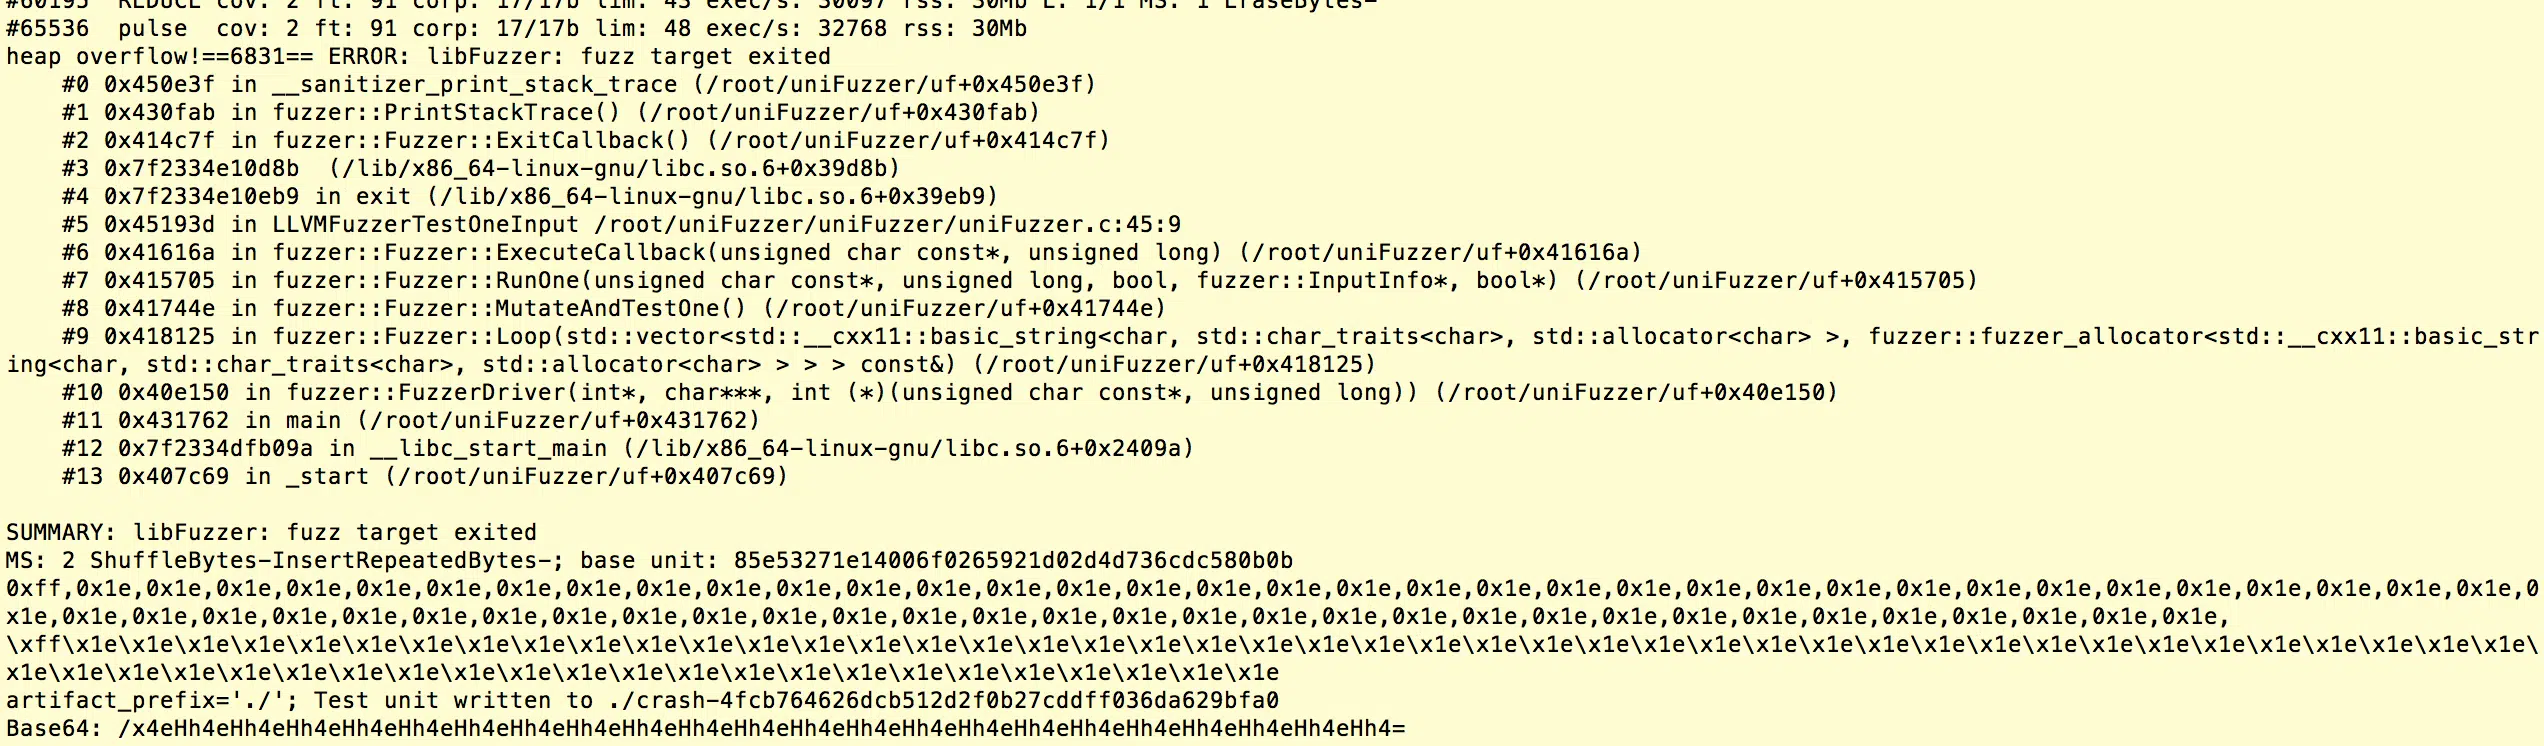 #60195  REDUCE cov: 2 ft: 91 corp: 17/17b lim: 43 exec/s: 30097 rss: 30Mb L: 1/1 MS: 1 EraseBytes-
#65536  pulse  cov: 2 ft: 91 corp: 17/17b lim: 48 exec/s: 32768 rss: 30Mb
heap overflow!==6831== ERROR: libFuzzer: fuzz target exited
    #0 0x450e3f in __sanitizer_print_stack_trace (/root/uniFuzzer/uf+0x450e3f)
    #1 0x430fab in fuzzer::PrintStackTrace() (/root/uniFuzzer/uf+0x430fab)
    #2 0x414c7f in fuzzer::Fuzzer::ExitCallback() (/root/uniFuzzer/uf+0x414c7f)
    #3 0x7f2334e10d8b  (/lib/x86_64-linux-gnu/libc.so.6+0x39d8b)
    #4 0x7f2334e10eb9 in exit (/lib/x86_64-linux-gnu/libc.so.6+0x39eb9)
    #5 0x45193d in LLVMFuzzerTestOneInput /root/uniFuzzer/uniFuzzer/uniFuzzer.c:45:9
    #6 0x41616a in fuzzer::Fuzzer::ExecuteCallback(unsigned char const*, unsigned long) (/root/uniFuzzer/uf+0x41616a)
    #7 0x415705 in fuzzer::Fuzzer::RunOne(unsigned char const*, unsigned long, bool, fuzzer::InputInfo*, bool*) (/root/uniFuzzer/uf+0x415705)
    #8 0x41744e in fuzzer::Fuzzer::MutateAndTestOne() (/root/uniFuzzer/uf+0x41744e)
    #9 0x418125 in fuzzer::Fuzzer::Loop(std::vector<std::__cxx11::basic_string<char, std::char_traits<char>, std::allocator<char> >, fuzzer::fuzzer_allocator<std::__cxx11::basic_str
ing<char, std::char_traits<char>, std::allocator<char> > > > const&) (/root/uniFuzzer/uf+0x418125)
    #10 0x40e150 in fuzzer::FuzzerDriver(int*, char***, int (*)(unsigned char const*, unsigned long)) (/root/uniFuzzer/uf+0x40e150)
    #11 0x431762 in main (/root/uniFuzzer/uf+0x431762)
    #12 0x7f2334dfb09a in __libc_start_main (/lib/x86_64-linux-gnu/libc.so.6+0x2409a)
    #13 0x407c69 in _start (/root/uniFuzzer/uf+0x407c69)
SUMMARY: libFuzzer: fuzz target exited
MS: 2 ShuffleBytes-InsertRepeatedBytes-; base unit: 85e53271e14006f0265921d02d4d736cdc580b0b
0xff,0x1e,0x1e,0x1e,0x1e,0x1e,0x1e,0x1e,0x1e,0x1e,0x1e,0x1e,0x1e,0x1e,0x1e,0x1e,0x1e,0x1e,0x1e,0x1e,0x1e,0x1e,0x1e,0x1e,0x1e,0x1e,0x1e,0x1e,0x1e,0x1e,0x1e,0x1e,0x1e,0x1e,0x1e,0x1e,0
x1e,0x1e,0x1e,0x1e,0x1e,0x1e,0x1e,0x1e,0x1e,0x1e,0x1e,0x1e,0x1e,0x1e,0x1e,0x1e,0x1e,0x1e,0x1e,0x1e,0x1e,0x1e,0x1e,0x1e,0x1e,0x1e,0x1e,0x1e,0x1e,0x1e,0x1e,0x1e,
\xff\x1e\x1e\x1e\x1e\x1e\x1e\x1e\x1e\x1e\x1e\x1e\x1e\x1e\x1e\x1e\x1e\x1e\x1e\x1e\x1e\x1e\x1e\x1e\x1e\x1e\x1e\x1e\x1e\x1e\x1e\x1e\x1e\x1e\x1e\x1e\x1e\x1e\x1e\x1e\x1e\x1e\x1e\x1e\x1e\
x1e\x1e\x1e\x1e\x1e\x1e\x1e\x1e\x1e\x1e\x1e\x1e\x1e\x1e\x1e\x1e\x1e\x1e\x1e\x1e\x1e\x1e\x1e
artifact_prefix='./'; Test unit written to ./crash-4fcb764626dcb512d2f0b27cddff036da629bfa0
Base64: /x4eHh4eHh4eHh4eHh4eHh4eHh4eHh4eHh4eHh4eHh4eHh4eHh4eHh4eHh4eHh4eHh4eHh4eHh4eHh4eHh4eHh4eHh4=